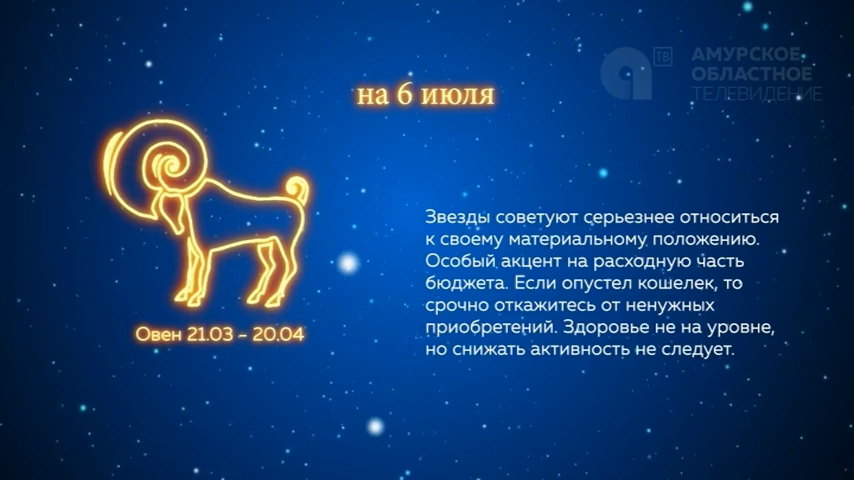 ТВ
АМУРСКОЕ
ОБЛАСТНОЕ
ТЕЛЕВИДЕНИЕ
на 6 июля
Звезды советуют серьезнее относиться
к своему материальному положению.
Особый акцент на расходную часть
бюджета. Если опустел кошелек, то
срочно откажитесь от ненужных
приобретений. Здоровье не на уровне,
но снижать активность не следует.
Овен 21.03 - 20.04